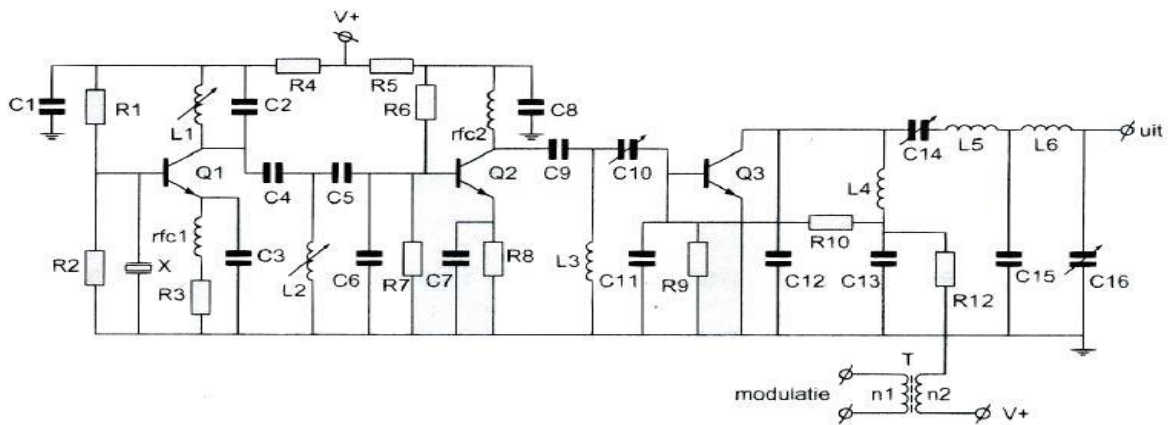 V+
R4 R5
C1 R1 L1 C2 R6 rfc2 C8
Q1 C4 C5 Q2 C9 C10 Q3 C14 L5 L6 uit
L4
rfc1 R10
R2 X R3 C3 L2 C6 R7 C7 R8 L3 C11 R9 C12 C13 R12 C15 C16
T
modulatie n1 n2 V+